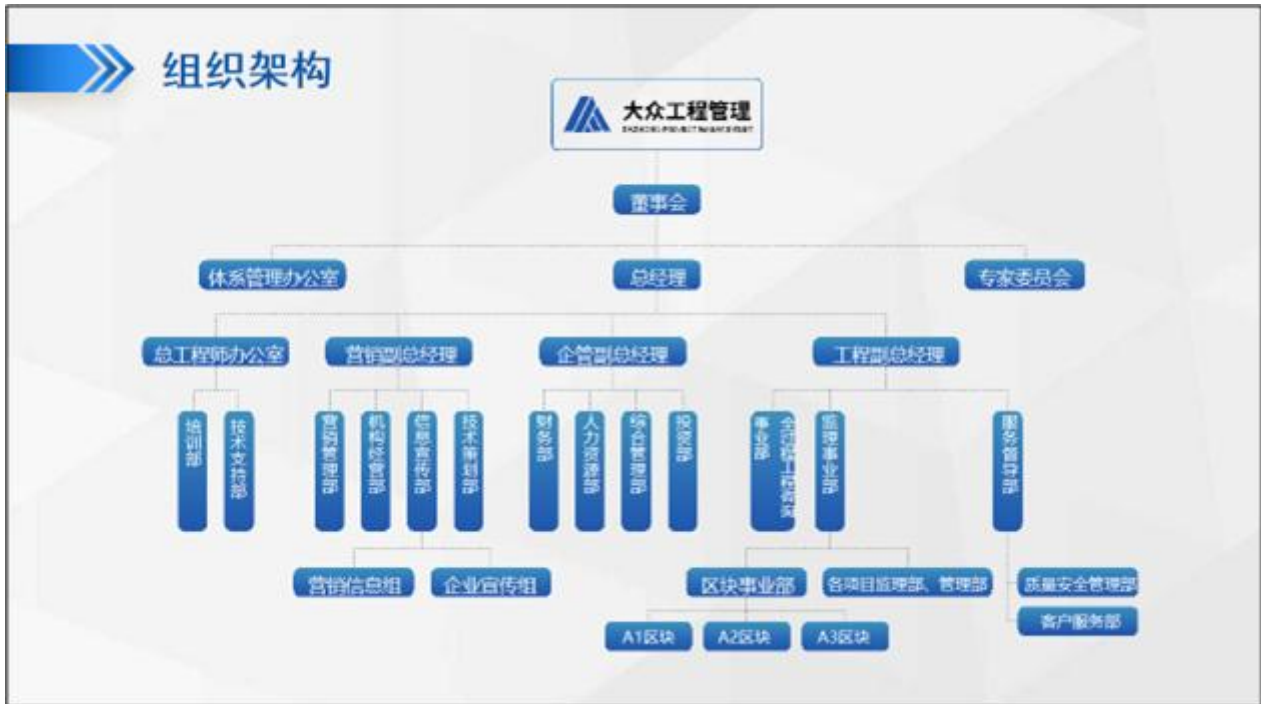 组织架构
大众工程管理
董事会
体系管理办公室
总经理
专家委员会
总工程师办公室
营销副总经理
企管副总经理
工程副总经理
培训部
技术支持部
营销管理部
机构经营部
信息宣传部
技术策划部
财务部
人力资源部
综合管理部
投资部
全过程工程咨询
事业部
监理事业部
服务督导部
营销信息组
企业宣传组
区块事业部
各项目监理部、管理部
质量安全管理部
客户服务部
A1区块
A2区块
A3区块